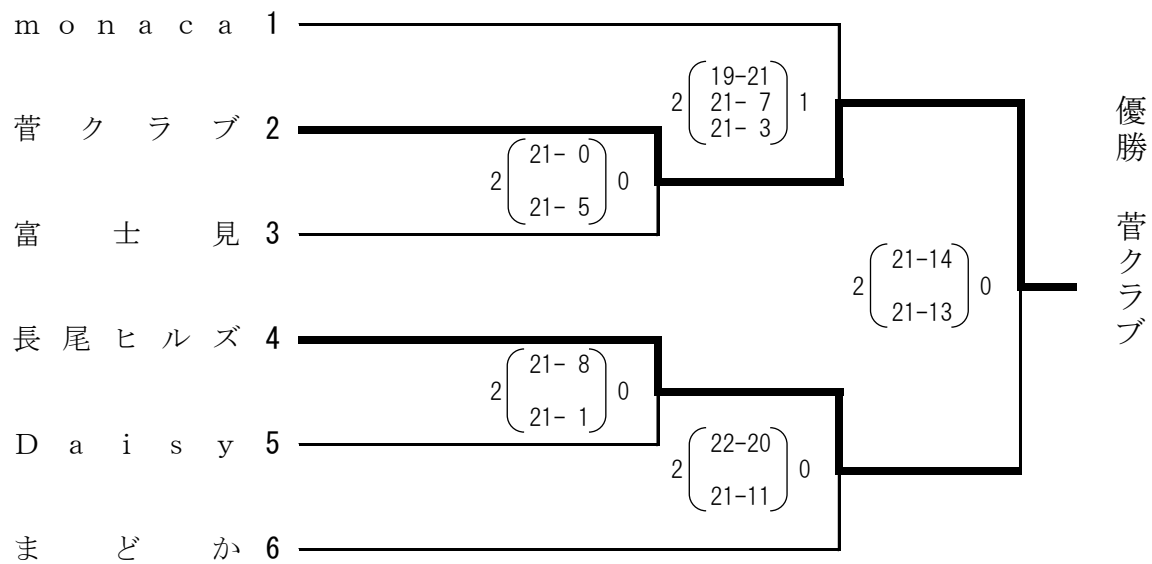 monaca 1
19-21
2 21- 7 1
21- 3
菅クラブ 2
21- 0
2 0
21- 5
富士見 3
21-14
2 0
21-13
優勝 菅クラブ
長尾ヒルズ 4
21- 8
2 0
21- 1
Daisy 5
22-20
2 0
21-11
まどか 6